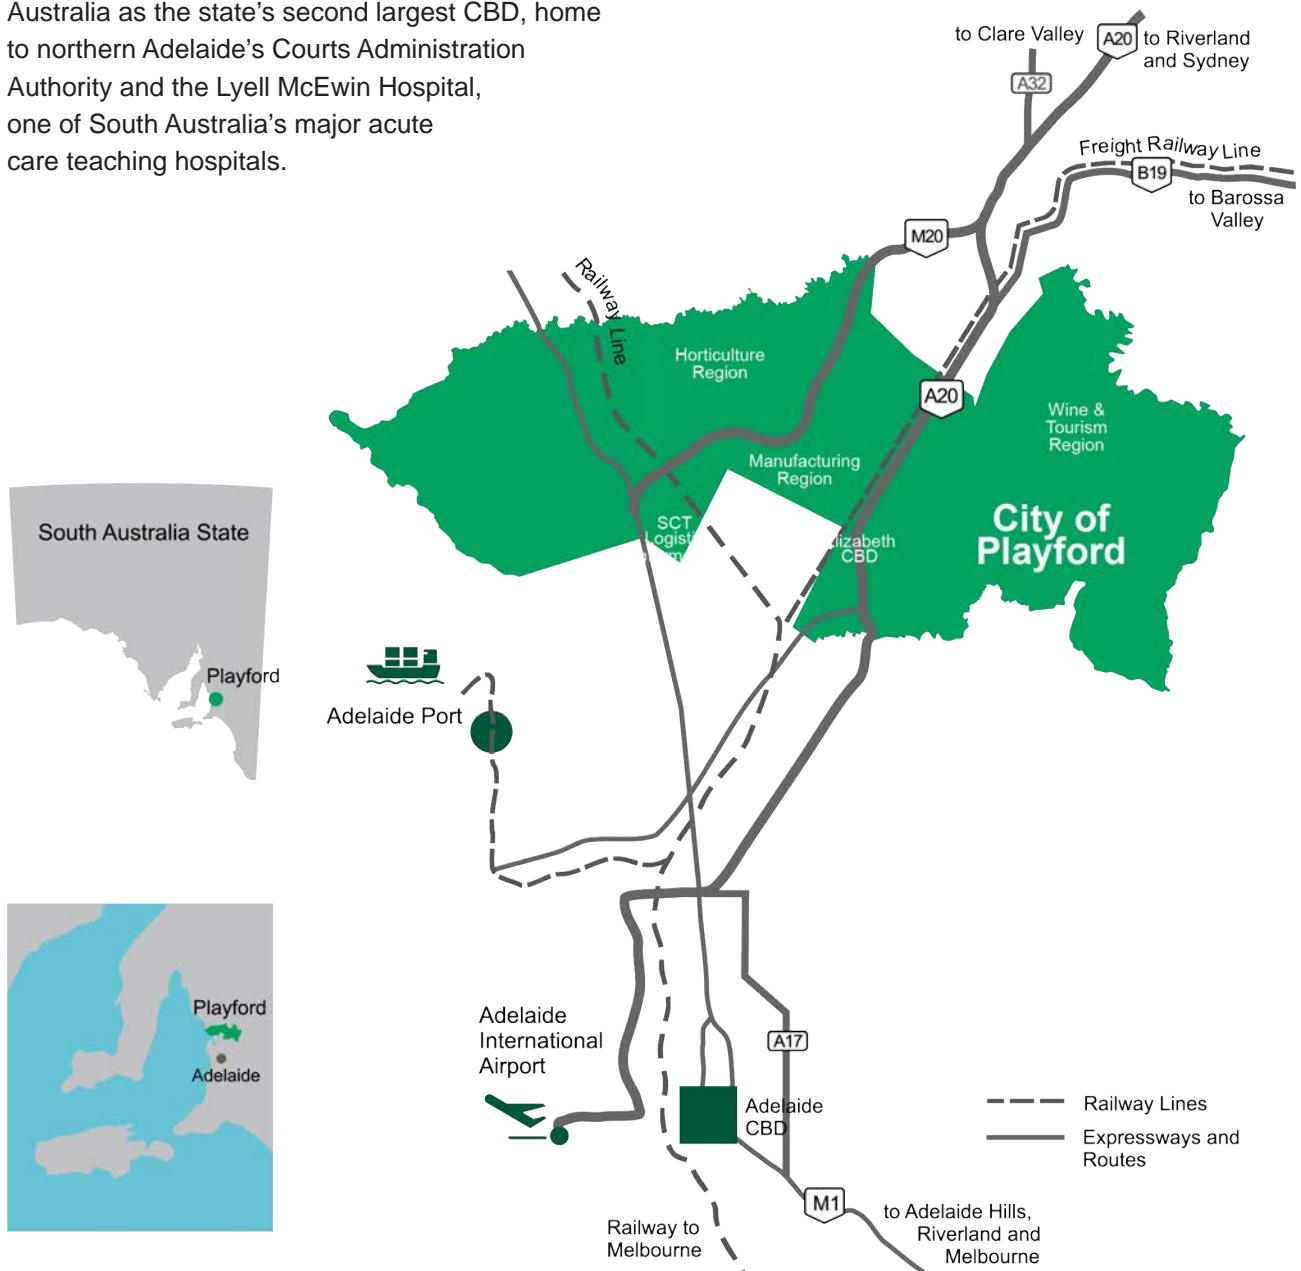 Australia as the state’s second largest CBD, home
to northern Adelaide’s Courts Administration
Authority and the Lyell McEwin Hospital,
one of South Australia’s major acute
care teaching hospitals.
to Clare Valley
A20
to Riverland
and Sydney
A32
Freight Railway Line
B19
to Barossa
Valley
M20
Railway Line
Horticulture
Region
A20
Wine &
Tourism
Region
Manufacturing
Region
SCT
City of
Playford
CBD
South Australia State
Playford
Adelaide Port
Playford
Adelaide
Adelaide
International
Airport
A17
Adelaide
CBD
Railway Lines
Expressways and
Routes
M1
to Adelaide Hills,
Riverland and
Melbourne
Railway to
Melbourne